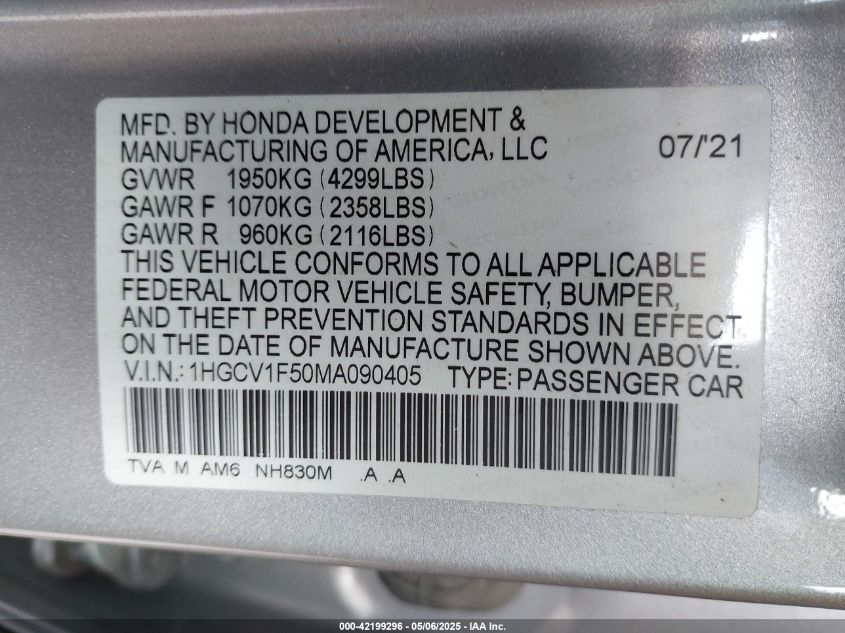 MFD. BY HONDA DEVELOPMENT &
MANUFACTURING OF AMERICA, LLC 07/'21
GVWR 1950KG (4299LBS)
GAWR F 1070KG (2358LBS)
GAWR R 960KG (2116LBS)
THIS VEHICLE CONFORMS TO ALL APPLICABLE
FEDERAL MOTOR VEHICLE SAFETY, BUMPER,
AND THEFT PREVENTION STANDARDS IN EFFECT
ON THE DATE OF MANUFACTURE SHOWN ABOVE.
V.I.N.: 1HGCV1F50MA090405 TYPE: PASSENGER CAR
TVA M AM6 NH830M .A .A
000-42199296 - 05/06/2025 - IAA Inc.